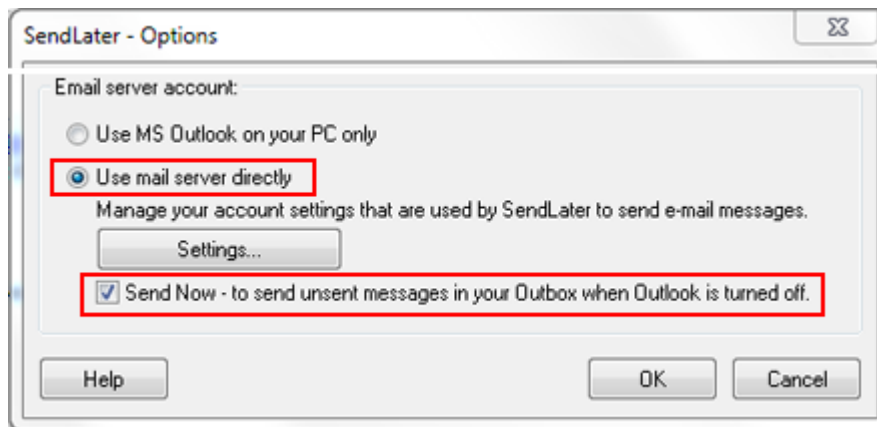 SendLater - Options
Email server account:
Use MS Outlook on your PC only
Use mail server directly
Manage your account settings that are used by SendLater to send e-mail messages.
Settings...
Send Now - to send unsent messages in your Outbox when Outlook is turned off.
Help
OK
Cancel